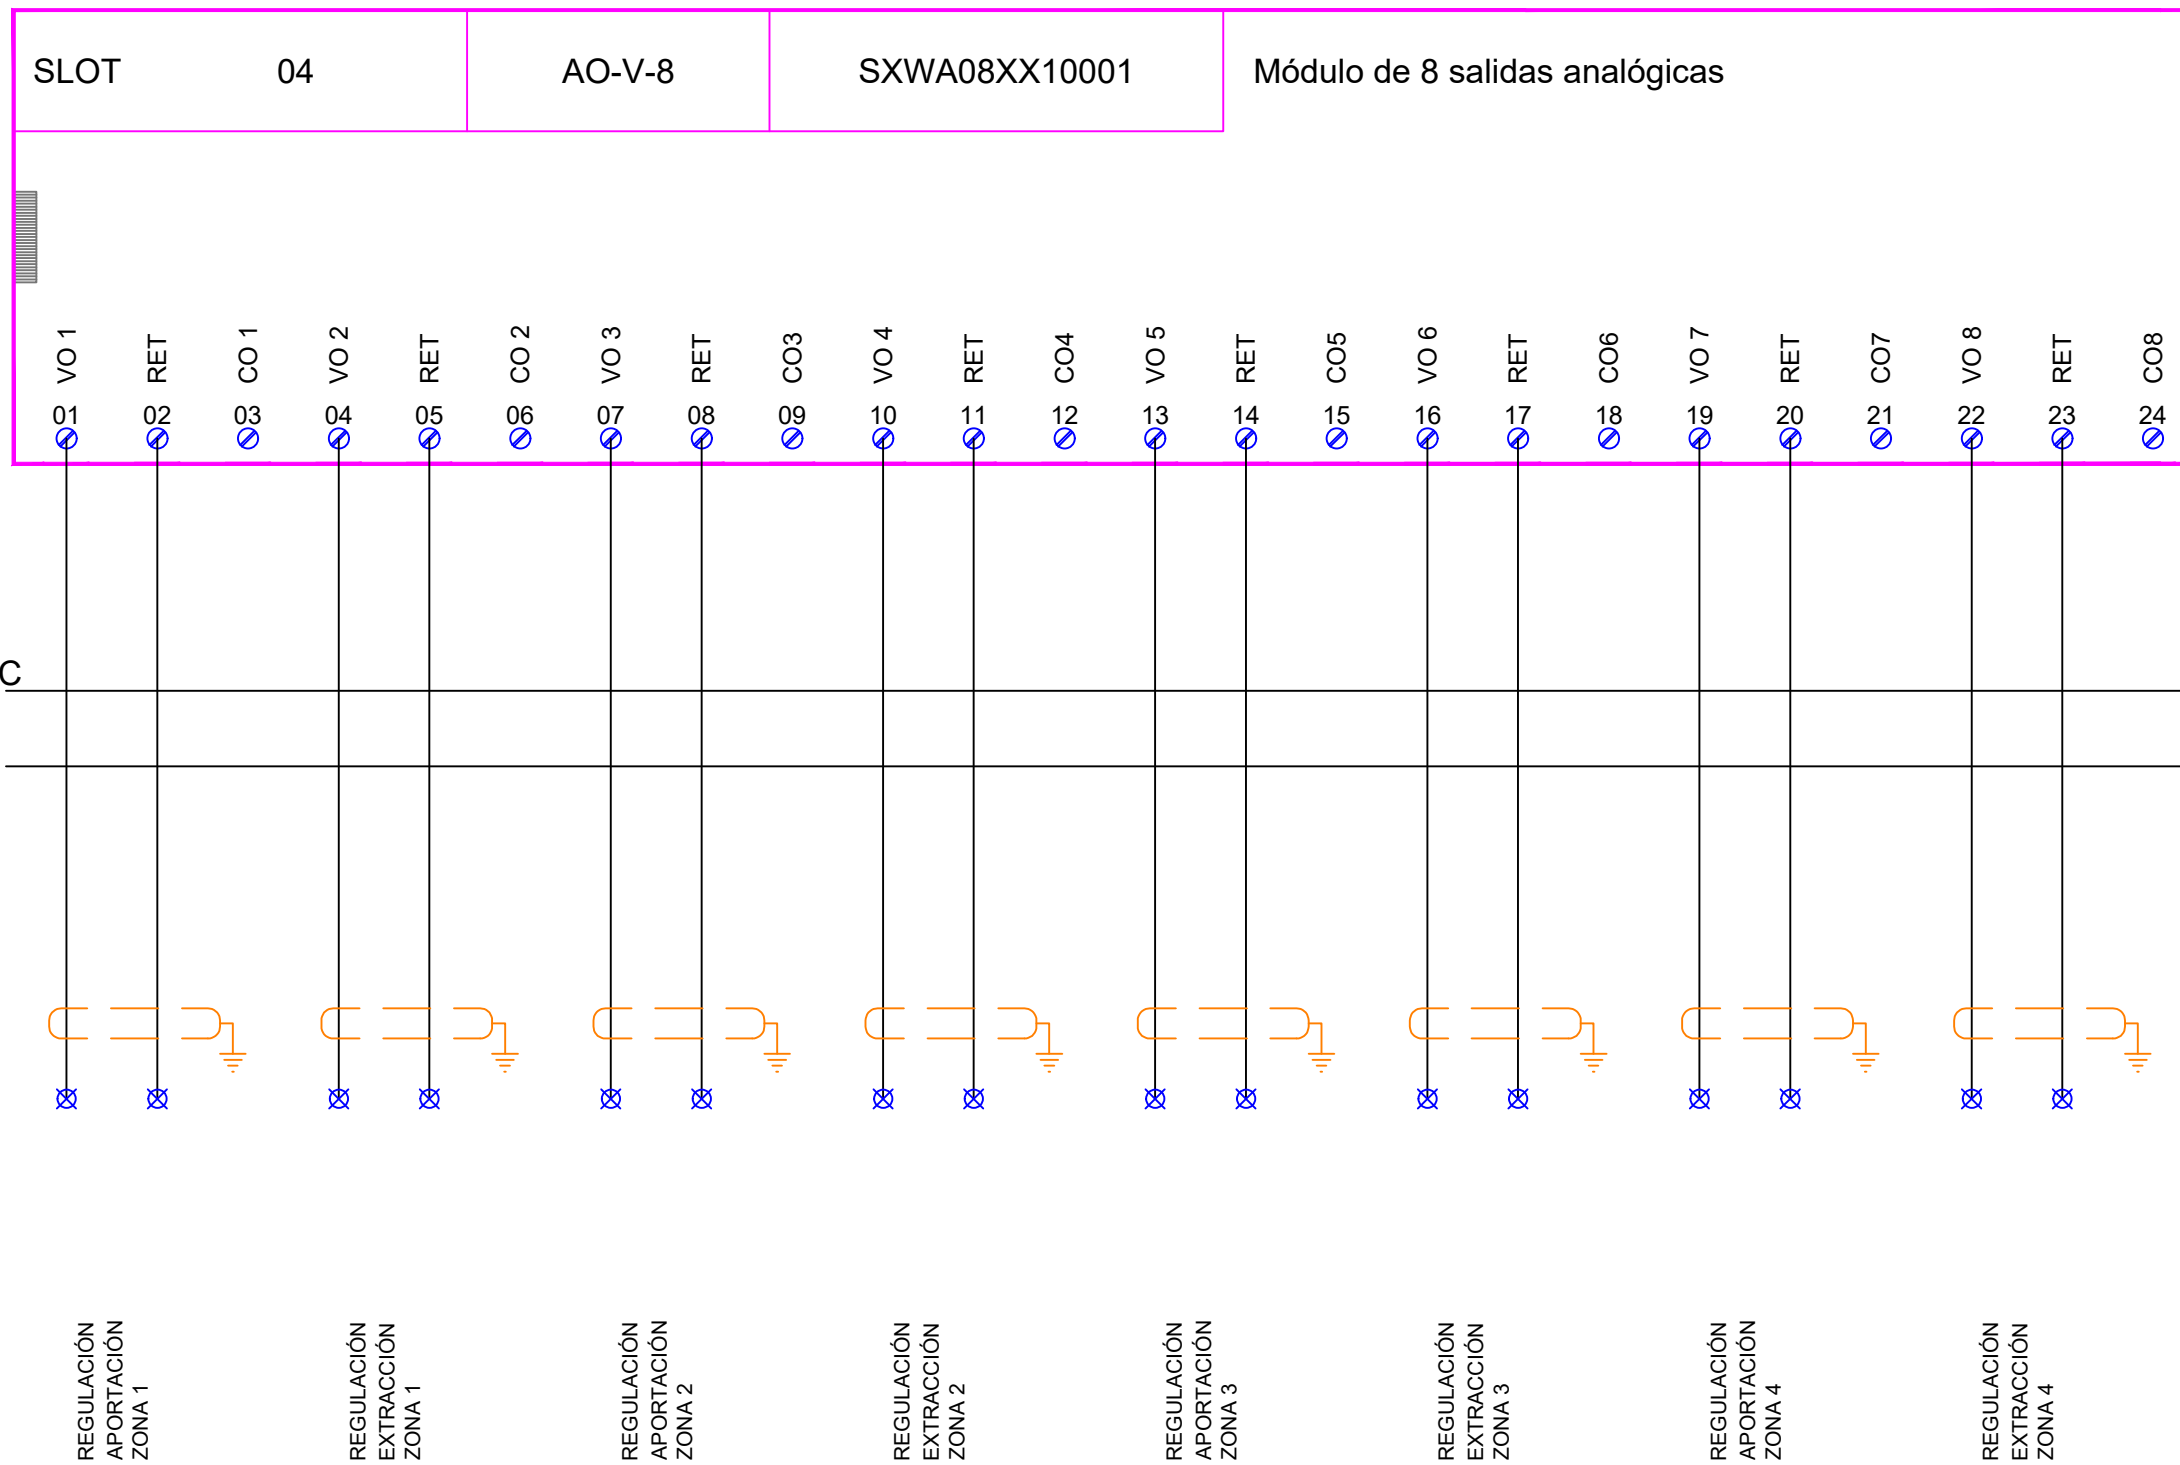 SLOT 04 AO-V-8 SXWA08XX10001 Módulo de 8 salidas analógicas
VO 1 RET CO 1 VO 2 RET CO 2 VO 3 RET CO3 VO 4 RET CO4 VO 5 RET CO5 VO 6 RET CO6 VO 7 RET CO7 VO 8 RET CO8
01 02 03 04 05 06 07 08 09 10 11 12 13 14 15 16 17 18 19 20 21 22 23 24
C
REGULACIÓN
APORTACIÓN
ZONA 1
REGULACIÓN
EXTRACCIÓN
ZONA 1
REGULACIÓN
APORTACIÓN
ZONA 2
REGULACIÓN
EXTRACCIÓN
ZONA 2
REGULACIÓN
APORTACIÓN
ZONA 3
REGULACIÓN
EXTRACCIÓN
ZONA 3
REGULACIÓN
APORTACIÓN
ZONA 4
REGULACIÓN
EXTRACCIÓN
ZONA 4